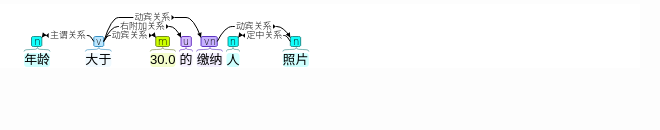 动宾关系
右附加关系 动宾关系
主谓关系 动宾关系 定中关系
n v m u vn n n
年龄 大于 30.0 的 缴纳 人 照片